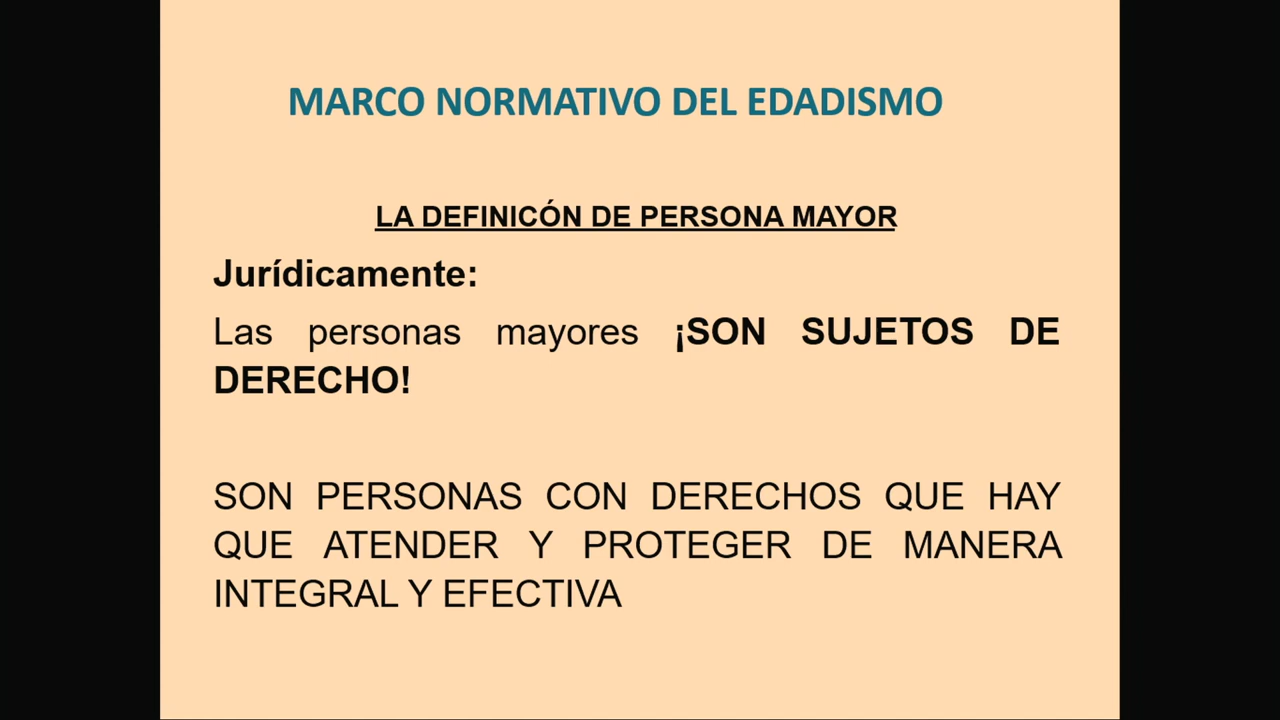 MARCO NORMATIVO DEL EDADISMO
LA DEFINICÓN DE PERSONA MAYOR
Jurídicamente:
Las personas mayores ¡SON SUJETOS DE
DERECHO!
SON PERSONAS CON DERECHOS QUE HAY
QUE ATENDER Y PROTEGER DE MANERA
INTEGRAL Y EFECTIVA